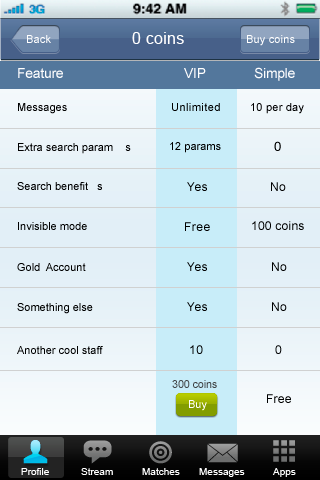 3G 9:42 AM
Back 0 coins Buy coins
Feature VIP Simple
Messages Unlimited 10 per day
Extra search param s 12 params 0
Search benefit s Yes No
Invisible mode Free 100 coins
Gold Account Yes No
Something else Yes No
Another cool staff 10 0
300 coins
Buy Free
Profile Stream Matches Messages Apps